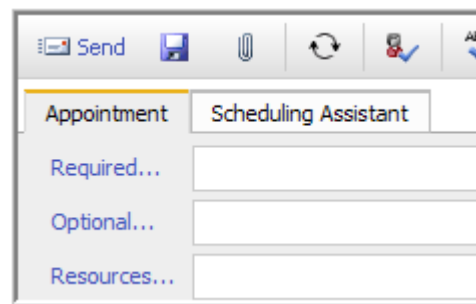 Send
Appointment Scheduling Assistant
Required...
Optional...
Resources...